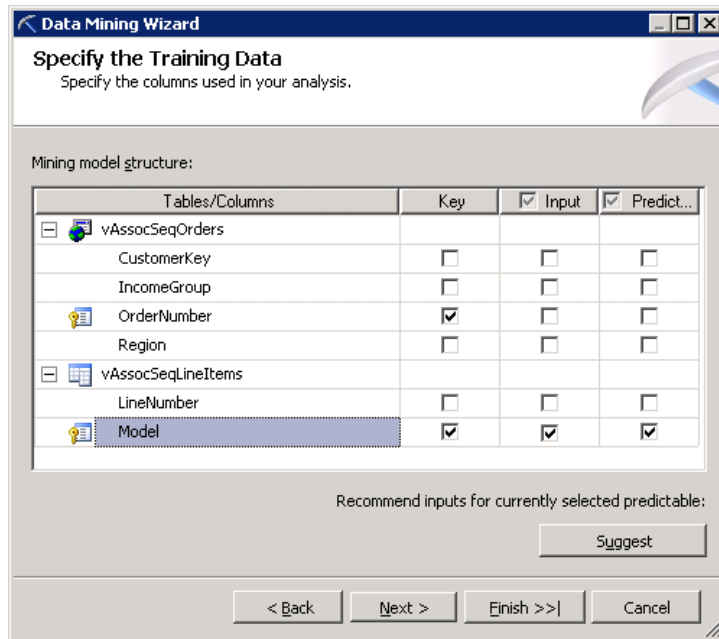 Data Mining Wizard
Specify the Training Data
Specify the columns used in your analysis.
Mining model structure:
Tables/Columns Key Input Predict...
vAssocSeqOrders
CustomerKey
IncomeGroup
OrderNumber
Region
vAssocSeqLineItems
LineNumber
Model
Recommend inputs for currently selected predictable:
Suggest
< Back Next > Finish >>| Cancel